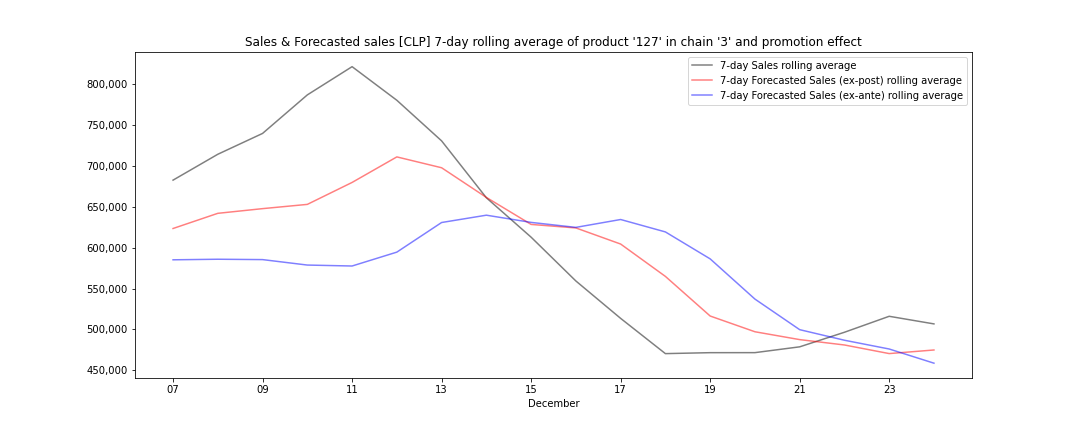 Sales & Forecasted sales [CLP] 7-day rolling average of product '127' in chain '3' and promotion effect
7-day Sales rolling average
7-day Forecasted Sales (ex-post) rolling average
7-day Forecasted Sales (ex-ante) rolling average
800,000
750,000
700,000
650,000
600,000
550,000
500,000
450,000
07 09 11 13 15 17 19 21 23
December